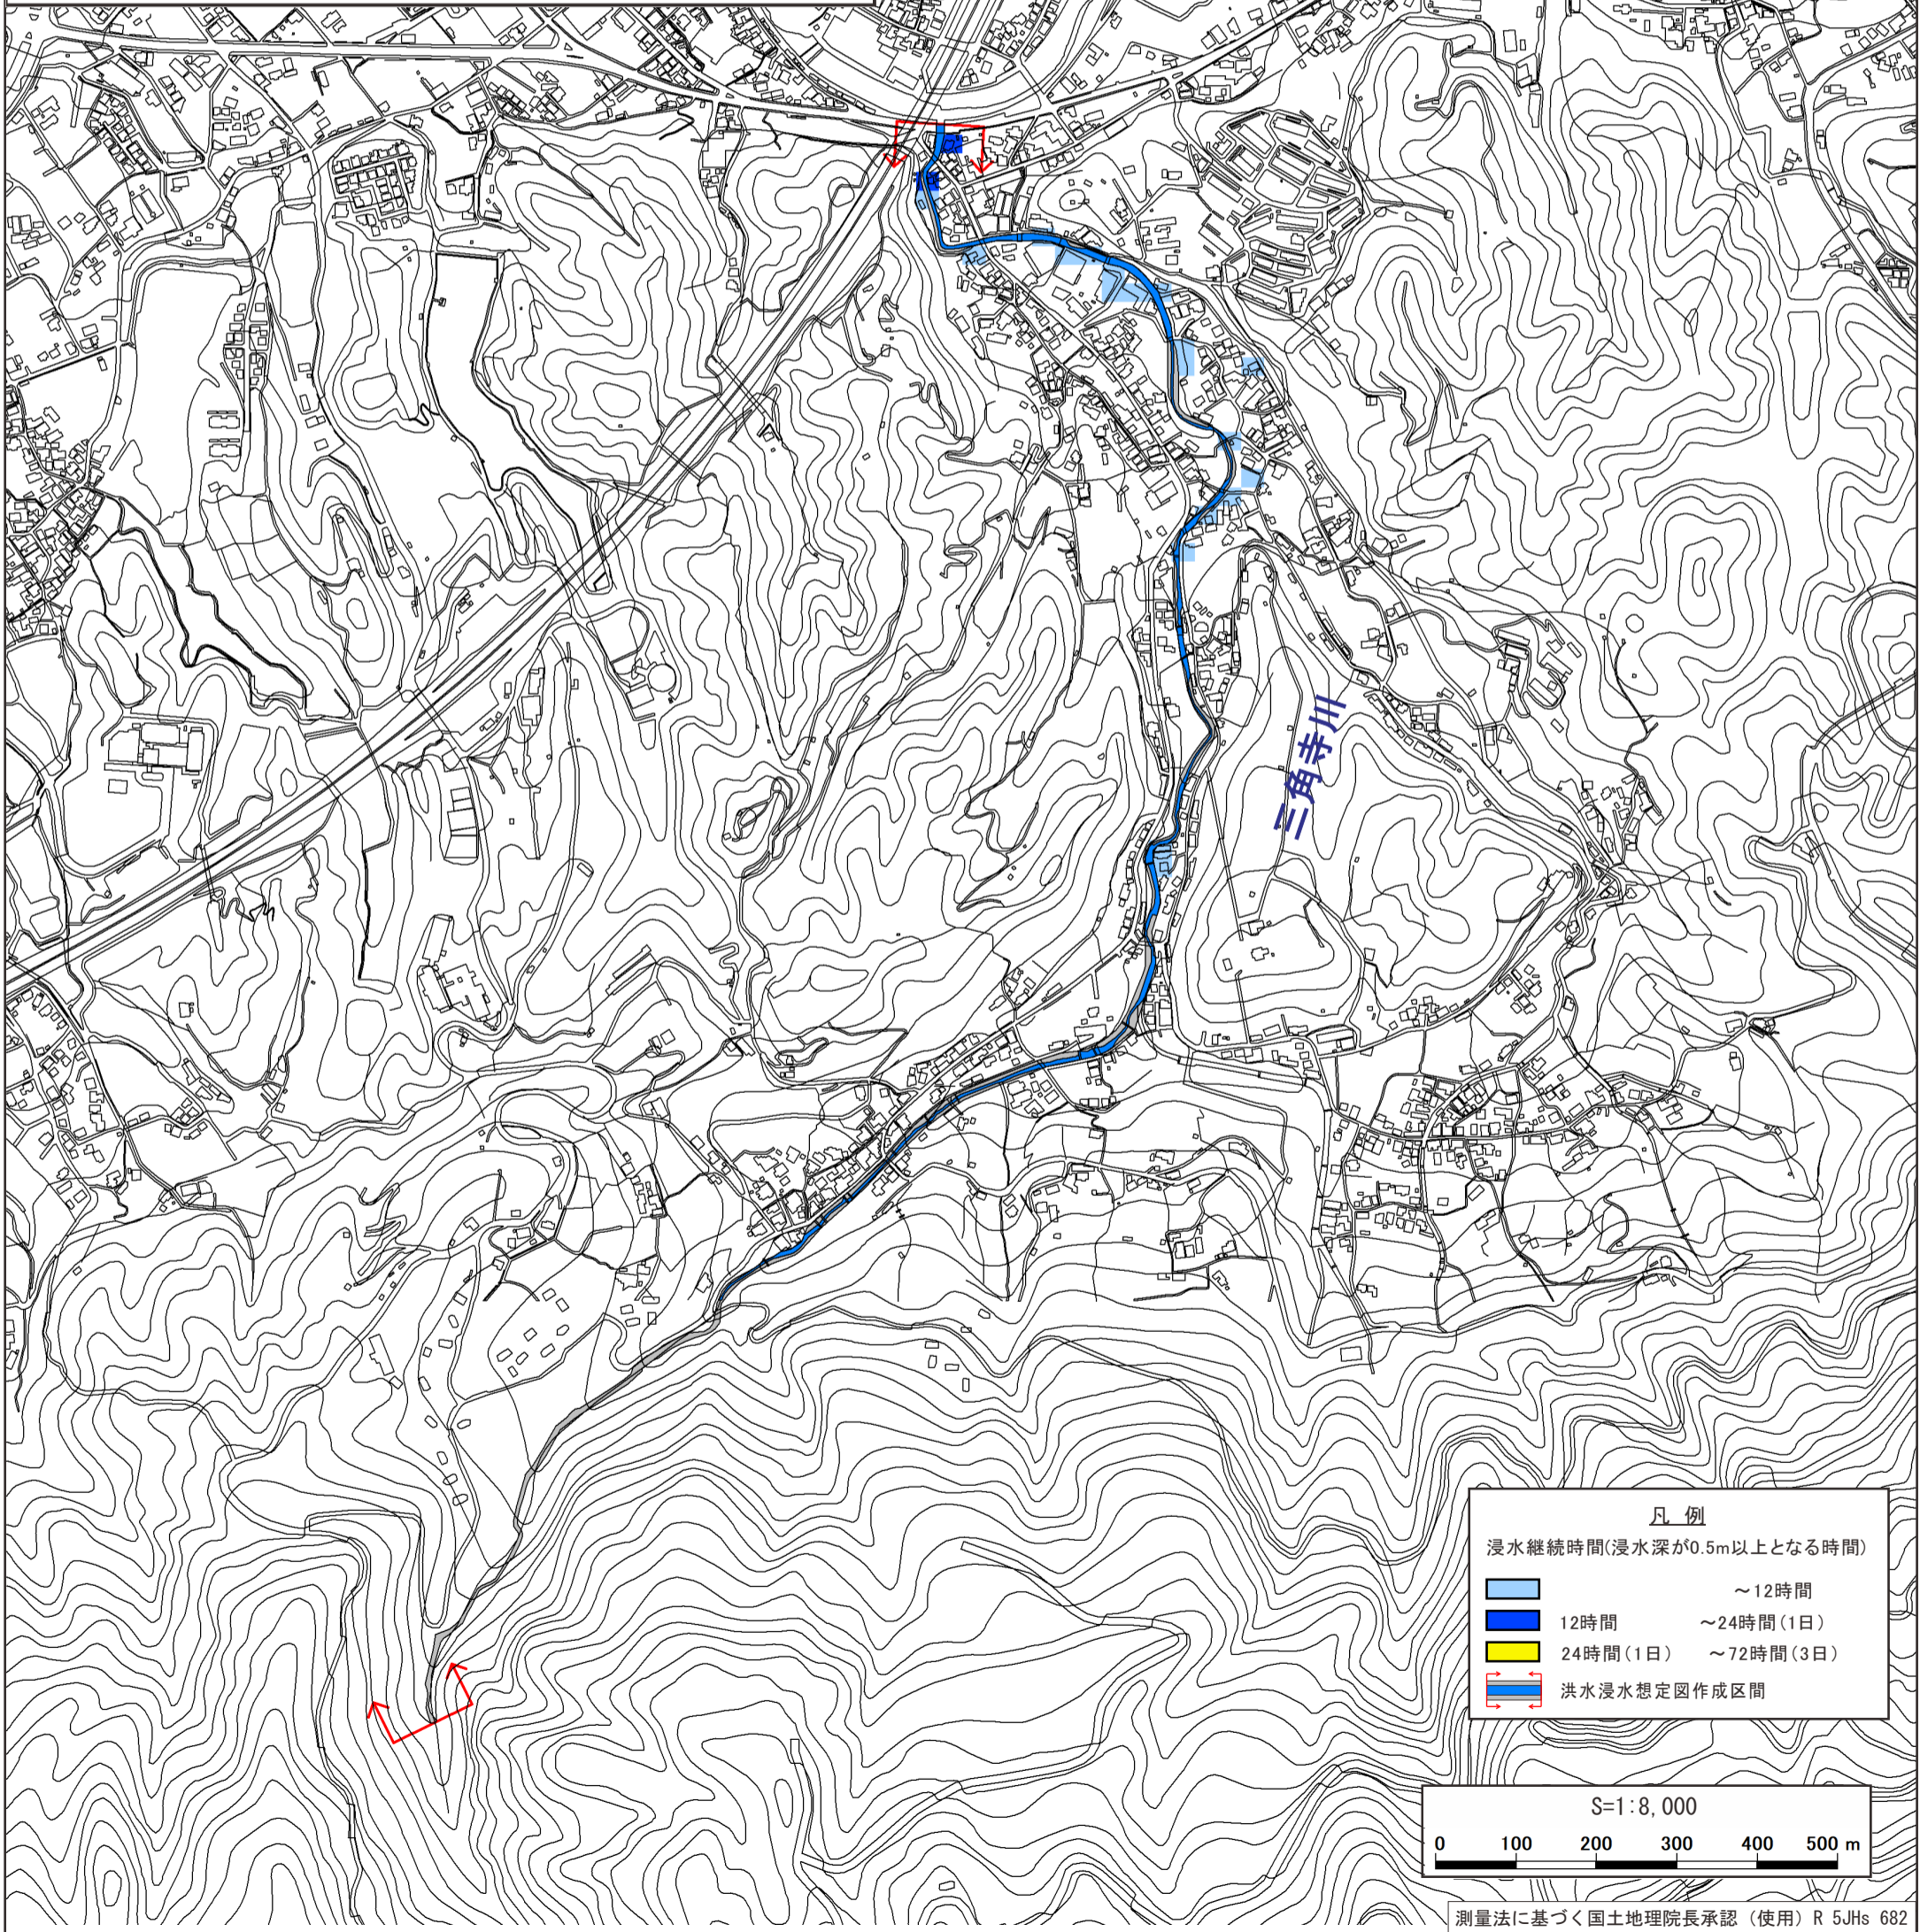 三角寺川
凡 例
浸水継続時間(浸水深が0.5m以上となる時間)
～12時間
12時間 ～24時間(1日)
24時間(1日) ～72時間(3日)
洪水浸水想定図作成区間
S=1:8,000
0 100 200 300 400 500 m
測量法に基づく国土地理院長承認（使用）R 5JHs 682